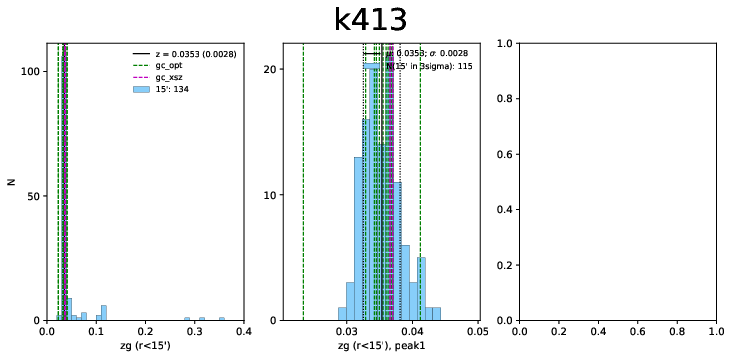 k413
z = 0.0353 (0.0028)
gc_opt
gc_xsz
15': 134
N
100
50
0
0.0 0.1 0.2 0.3 0.4
zg (r<15')
μ: 0.0353; σ: 0.0028
N(15' in 3sigma): 115
20
10
0
0.03 0.04 0.05
zg (r<15'), peak1
1.0
0.8
0.6
0.4
0.2
0.0
0.0 0.2 0.4 0.6 0.8 1.0